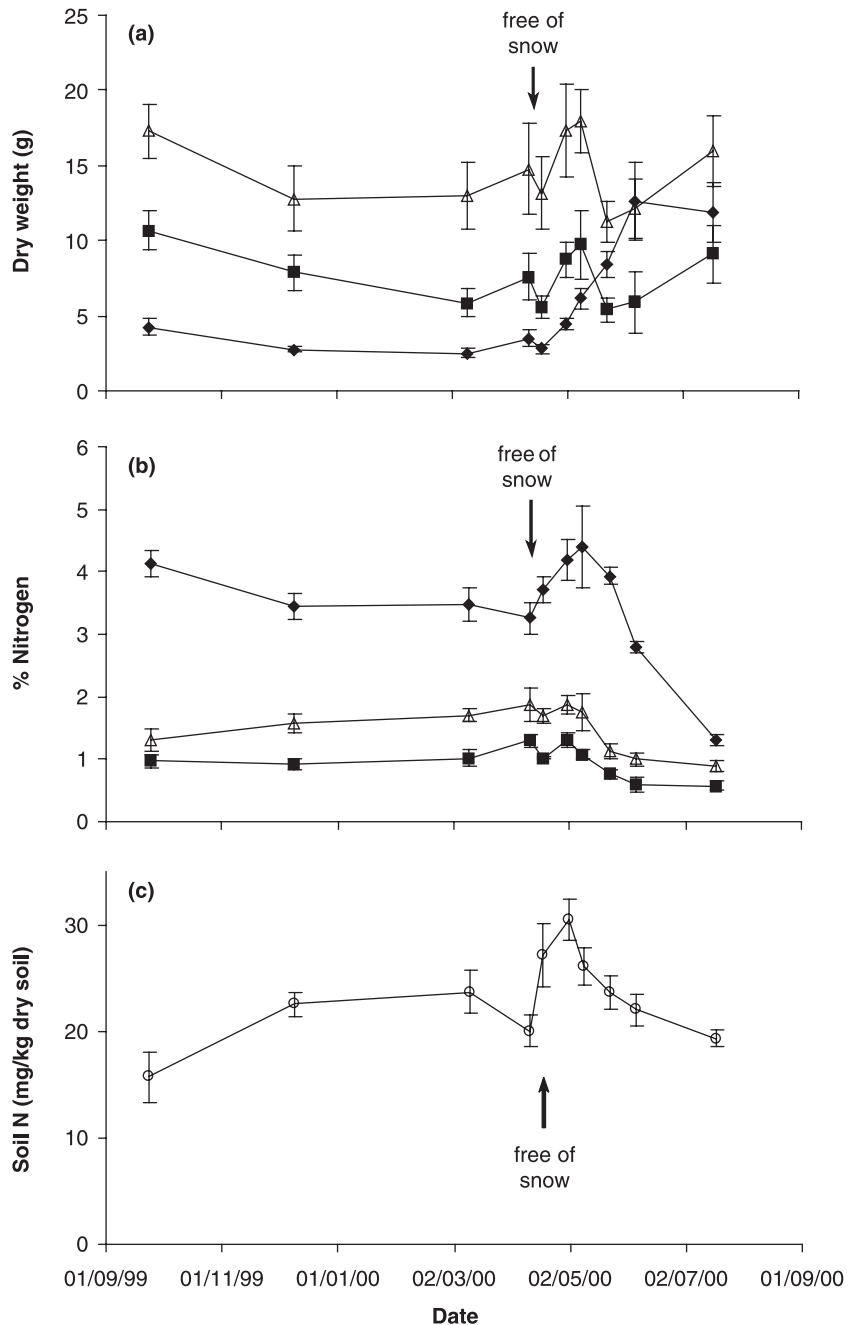 (a)
free of
snow
Dry weight (g)
25
20
15
10
5
0
(b)
free of
snow
% Nitrogen
6
5
4
3
2
1
0
(c)
Soil N (mg/kg dry soil)
30
20
10
0
free of
snow
01/09/99 01/11/99 01/01/00 02/03/00 02/05/00 02/07/00 01/09/00
Date